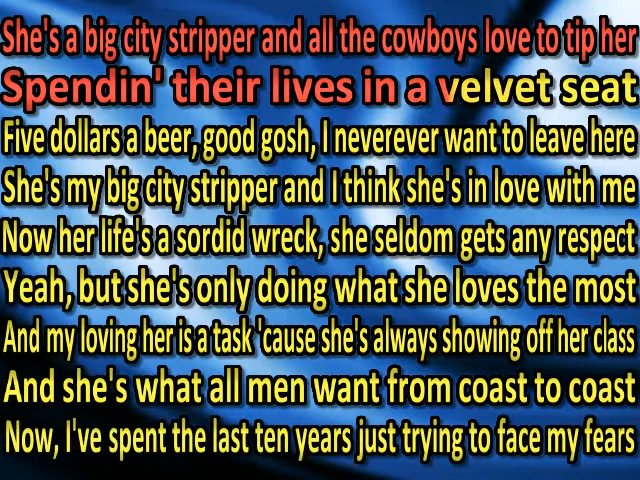 She's a big city stripper and all the cowboys love to tip her
Spendin' their lives in a velvet seat
Five dollars a beer, good gosh, I neverever want to leave here
She's my big city stripper and I think she's in love with me
Now her life's a sordid wreck, she seldom gets any respect
Yeah, but she's only doing what she loves the most
And my loving her is a task 'cause she's always showing off her class
And she's what all men want from coast to coast
Now, I've spent the last ten years just trying to face my fears